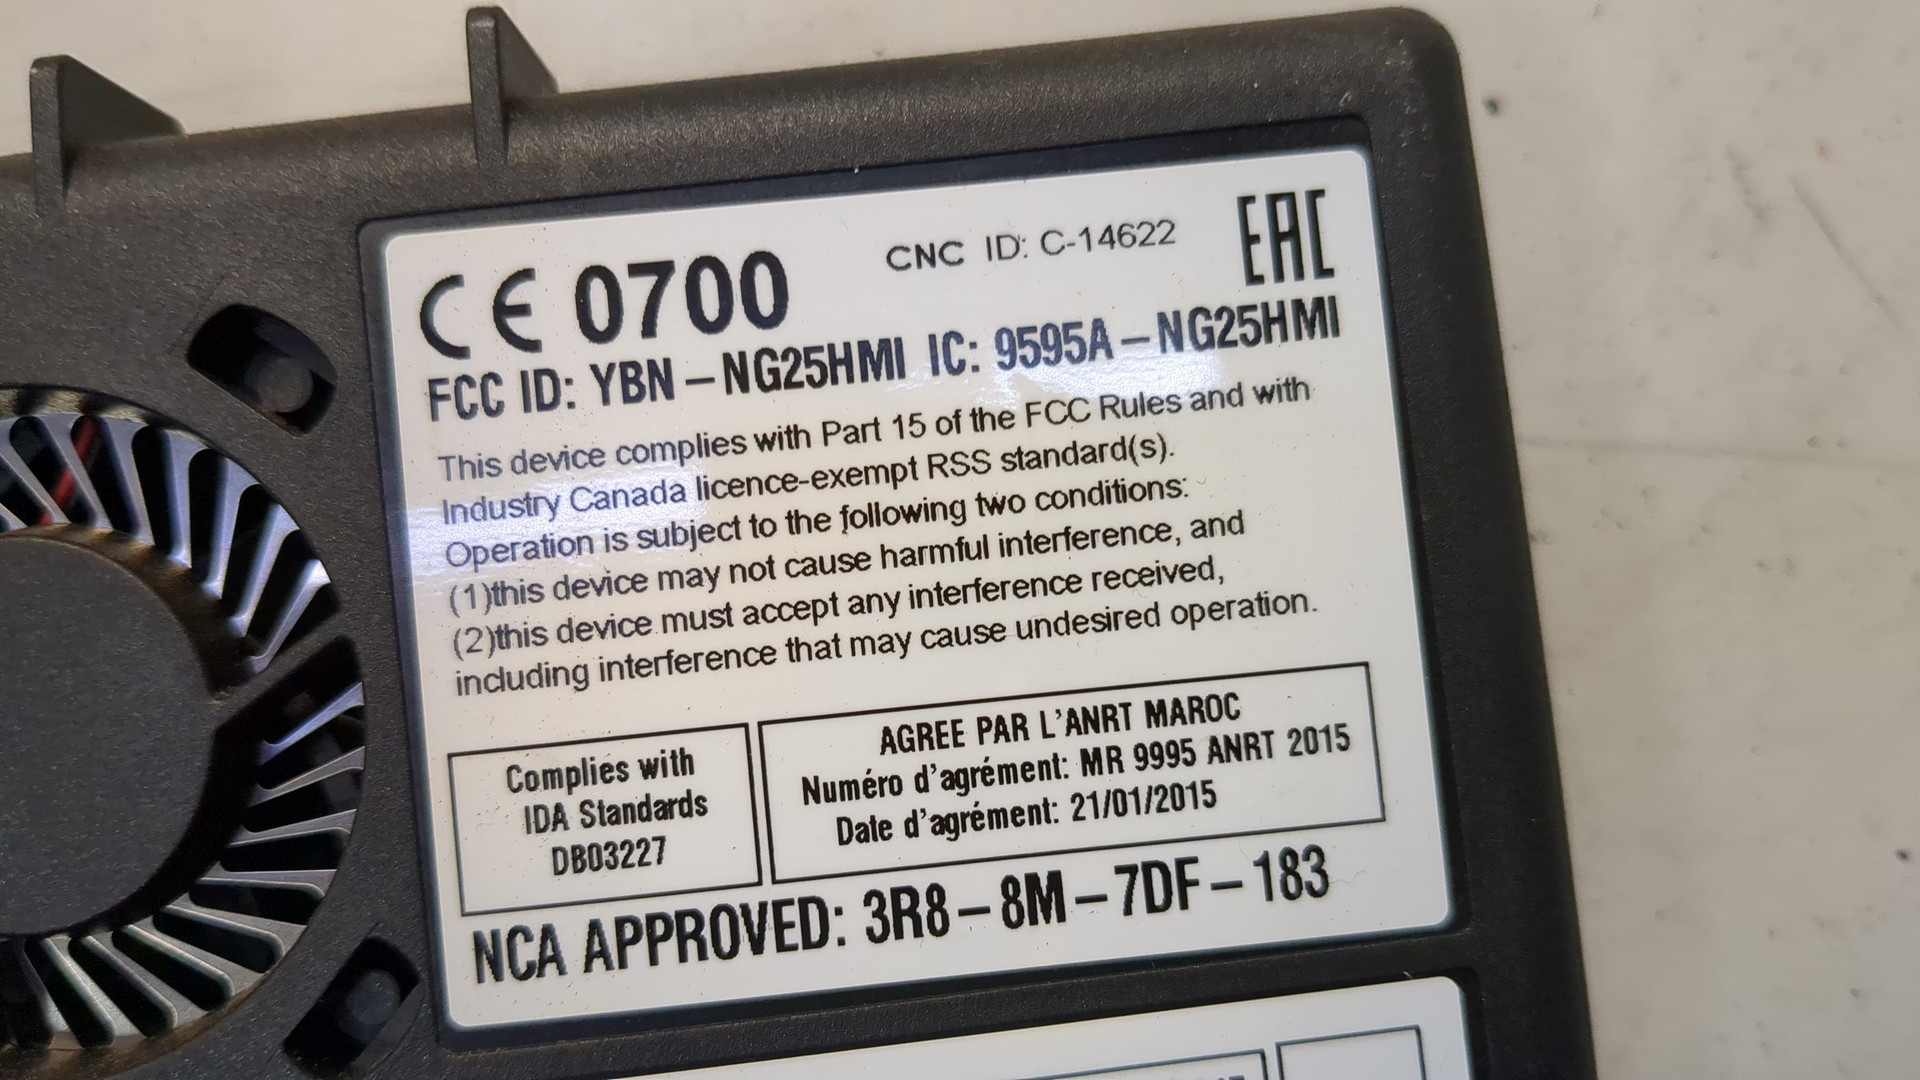 CE 0700 CNC ID: C-14622 EAC
FCC ID: YBN-NG25HMI IC: 9595A-NG25HMI
This device complies with Part 15 of the FCC Rules and with
Industry Canada licence-exempt RSS standard(s).
Operation is subject to the following two conditions:
(1)this device may not cause harmful interference, and
(2)this device must accept any interference received,
including interference that may cause undesired operation.
Complies with
IDA Standards
DB03227
AGREE PAR L'ANRT MAROC
Numéro d'agrément: MR 9995 ANRT 2015
Date d'agrément: 21/01/2015
NCA APPROVED: 3R8-8M-7DF-183